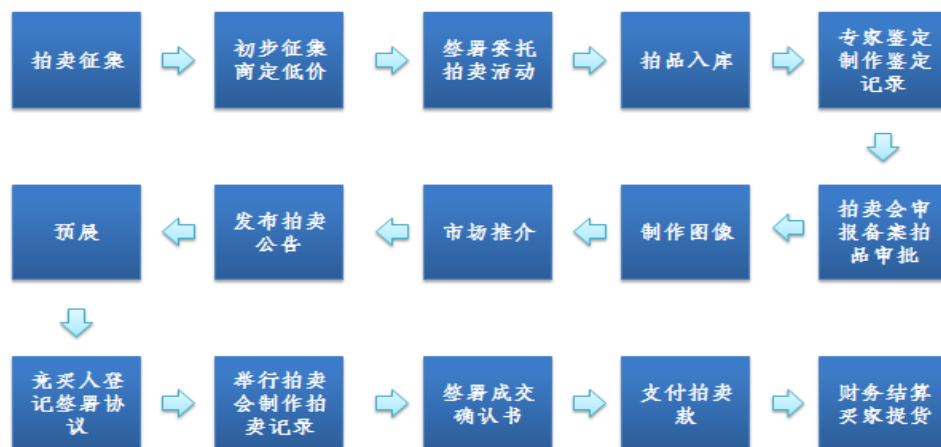 拍卖征集
初步征集
商定低价
签署委托
拍卖活动
拍品入库
专家鉴定
制作鉴定
记录
预展
发布拍卖
公告
市场推介
制作图像
拍卖会审
报备案拍
品审批
竞买人登
记签署协
议
举行拍卖
会制作拍
卖记录
签署成交
确认书
支付拍卖
款
财务结算
买家提货